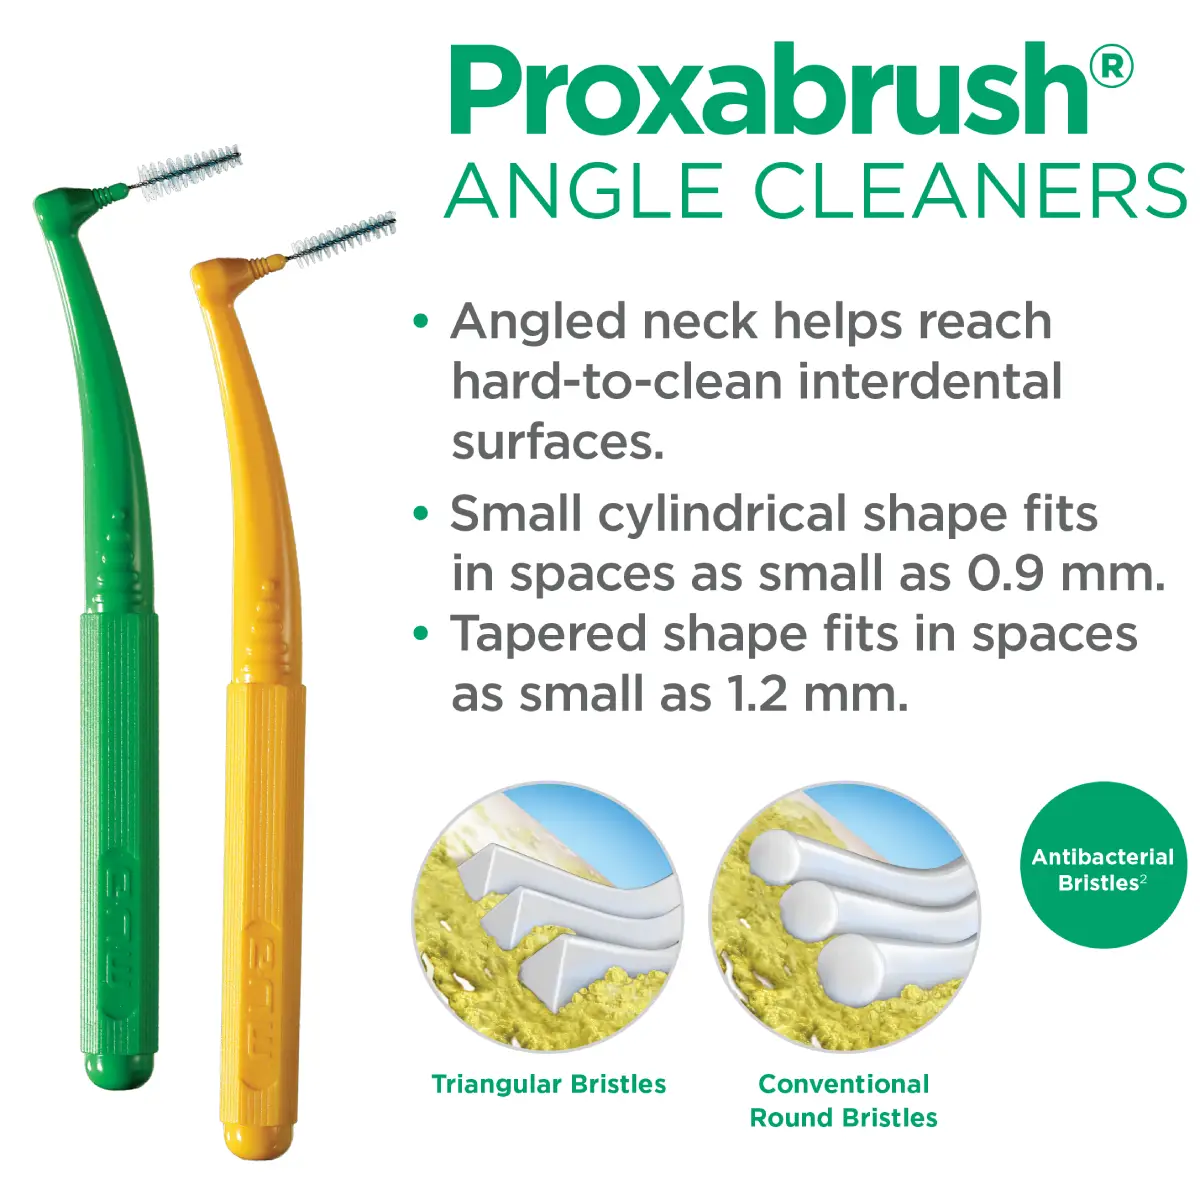 Proxabrush®
ANGLE CLEANERS
• Angled neck helps reach
hard-to-clean interdental
surfaces.
• Small cylindrical shape fits
in spaces as small as 0.9 mm.
• Tapered shape fits in spaces
as small as 1.2 mm.
Antibacterial
Bristles²
Triangular Bristles
Conventional
Round Bristles